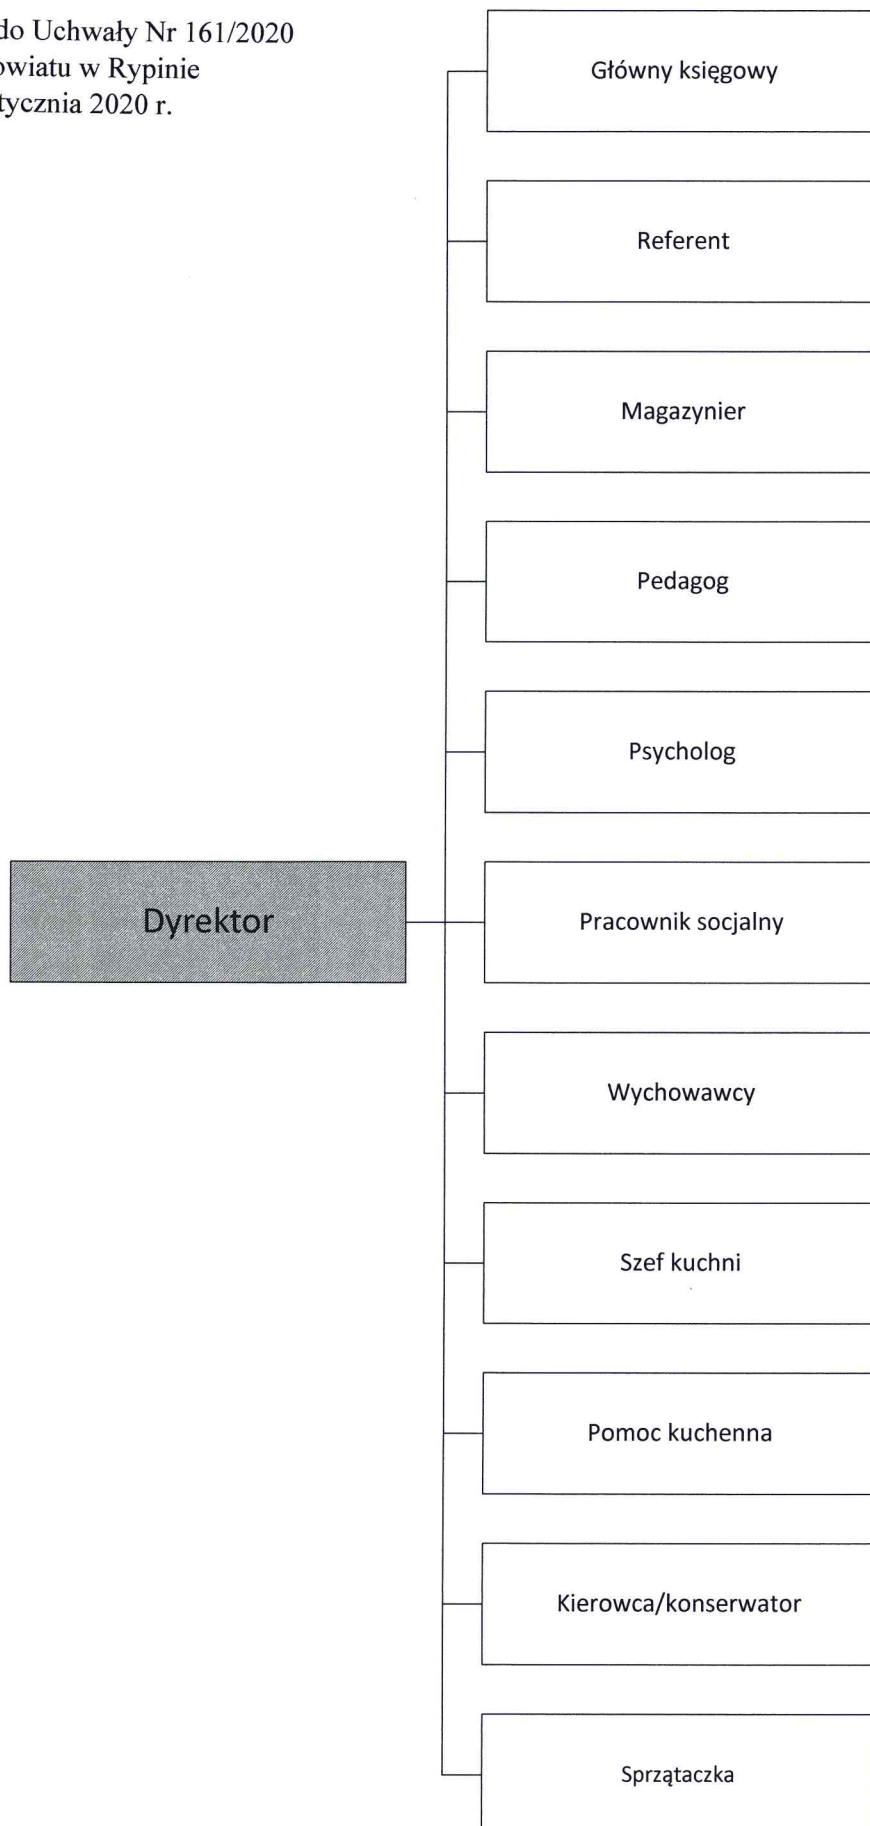 do Uchwały Nr 161/2020
owiatu w Rypinie
tycznia 2020 r.
Główny księgowy
Referent
Magazynier
Pedagog
Psycholog
Dyrektor
Pracownik socjalny
Wychowawcy
Szef kuchni
Pomoc kuchenna
Kierowca/konserwator
Sprzątaczka